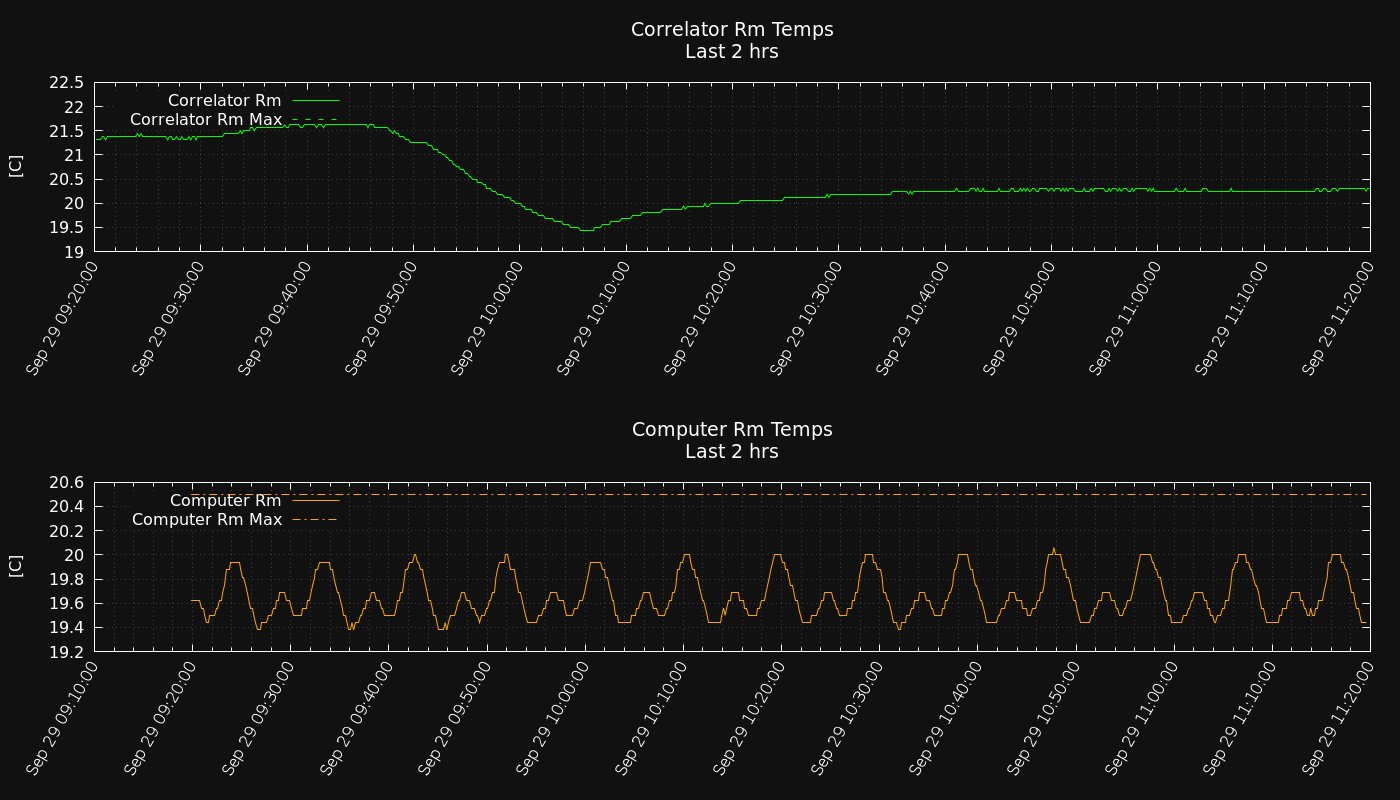 Correlator Rm Temps
Last 2 hrs
Correlator Rm
Correlator Rm Max
[C]
22.5
22
21.5
21
20.5
20
19.5
19
Sep 29 09:20:00
Sep 29 09:30:00
Sep 29 09:40:00
Sep 29 09:50:00
Sep 29 10:00:00
Sep 29 10:10:00
Sep 29 10:20:00
Sep 29 10:30:00
Sep 29 10:40:00
Sep 29 10:50:00
Sep 29 11:00:00
Sep 29 11:10:00
Sep 29 11:20:00
Computer Rm Temps
Last 2 hrs
Computer Rm
Computer Rm Max
[C]
20.6
20.4
20.2
20
19.8
19.6
19.4
19.2
Sep 29 09:10:00
Sep 29 09:20:00
Sep 29 09:30:00
Sep 29 09:40:00
Sep 29 09:50:00
Sep 29 10:00:00
Sep 29 10:10:00
Sep 29 10:20:00
Sep 29 10:30:00
Sep 29 10:40:00
Sep 29 10:50:00
Sep 29 11:00:00
Sep 29 11:10:00
Sep 29 11:20:00